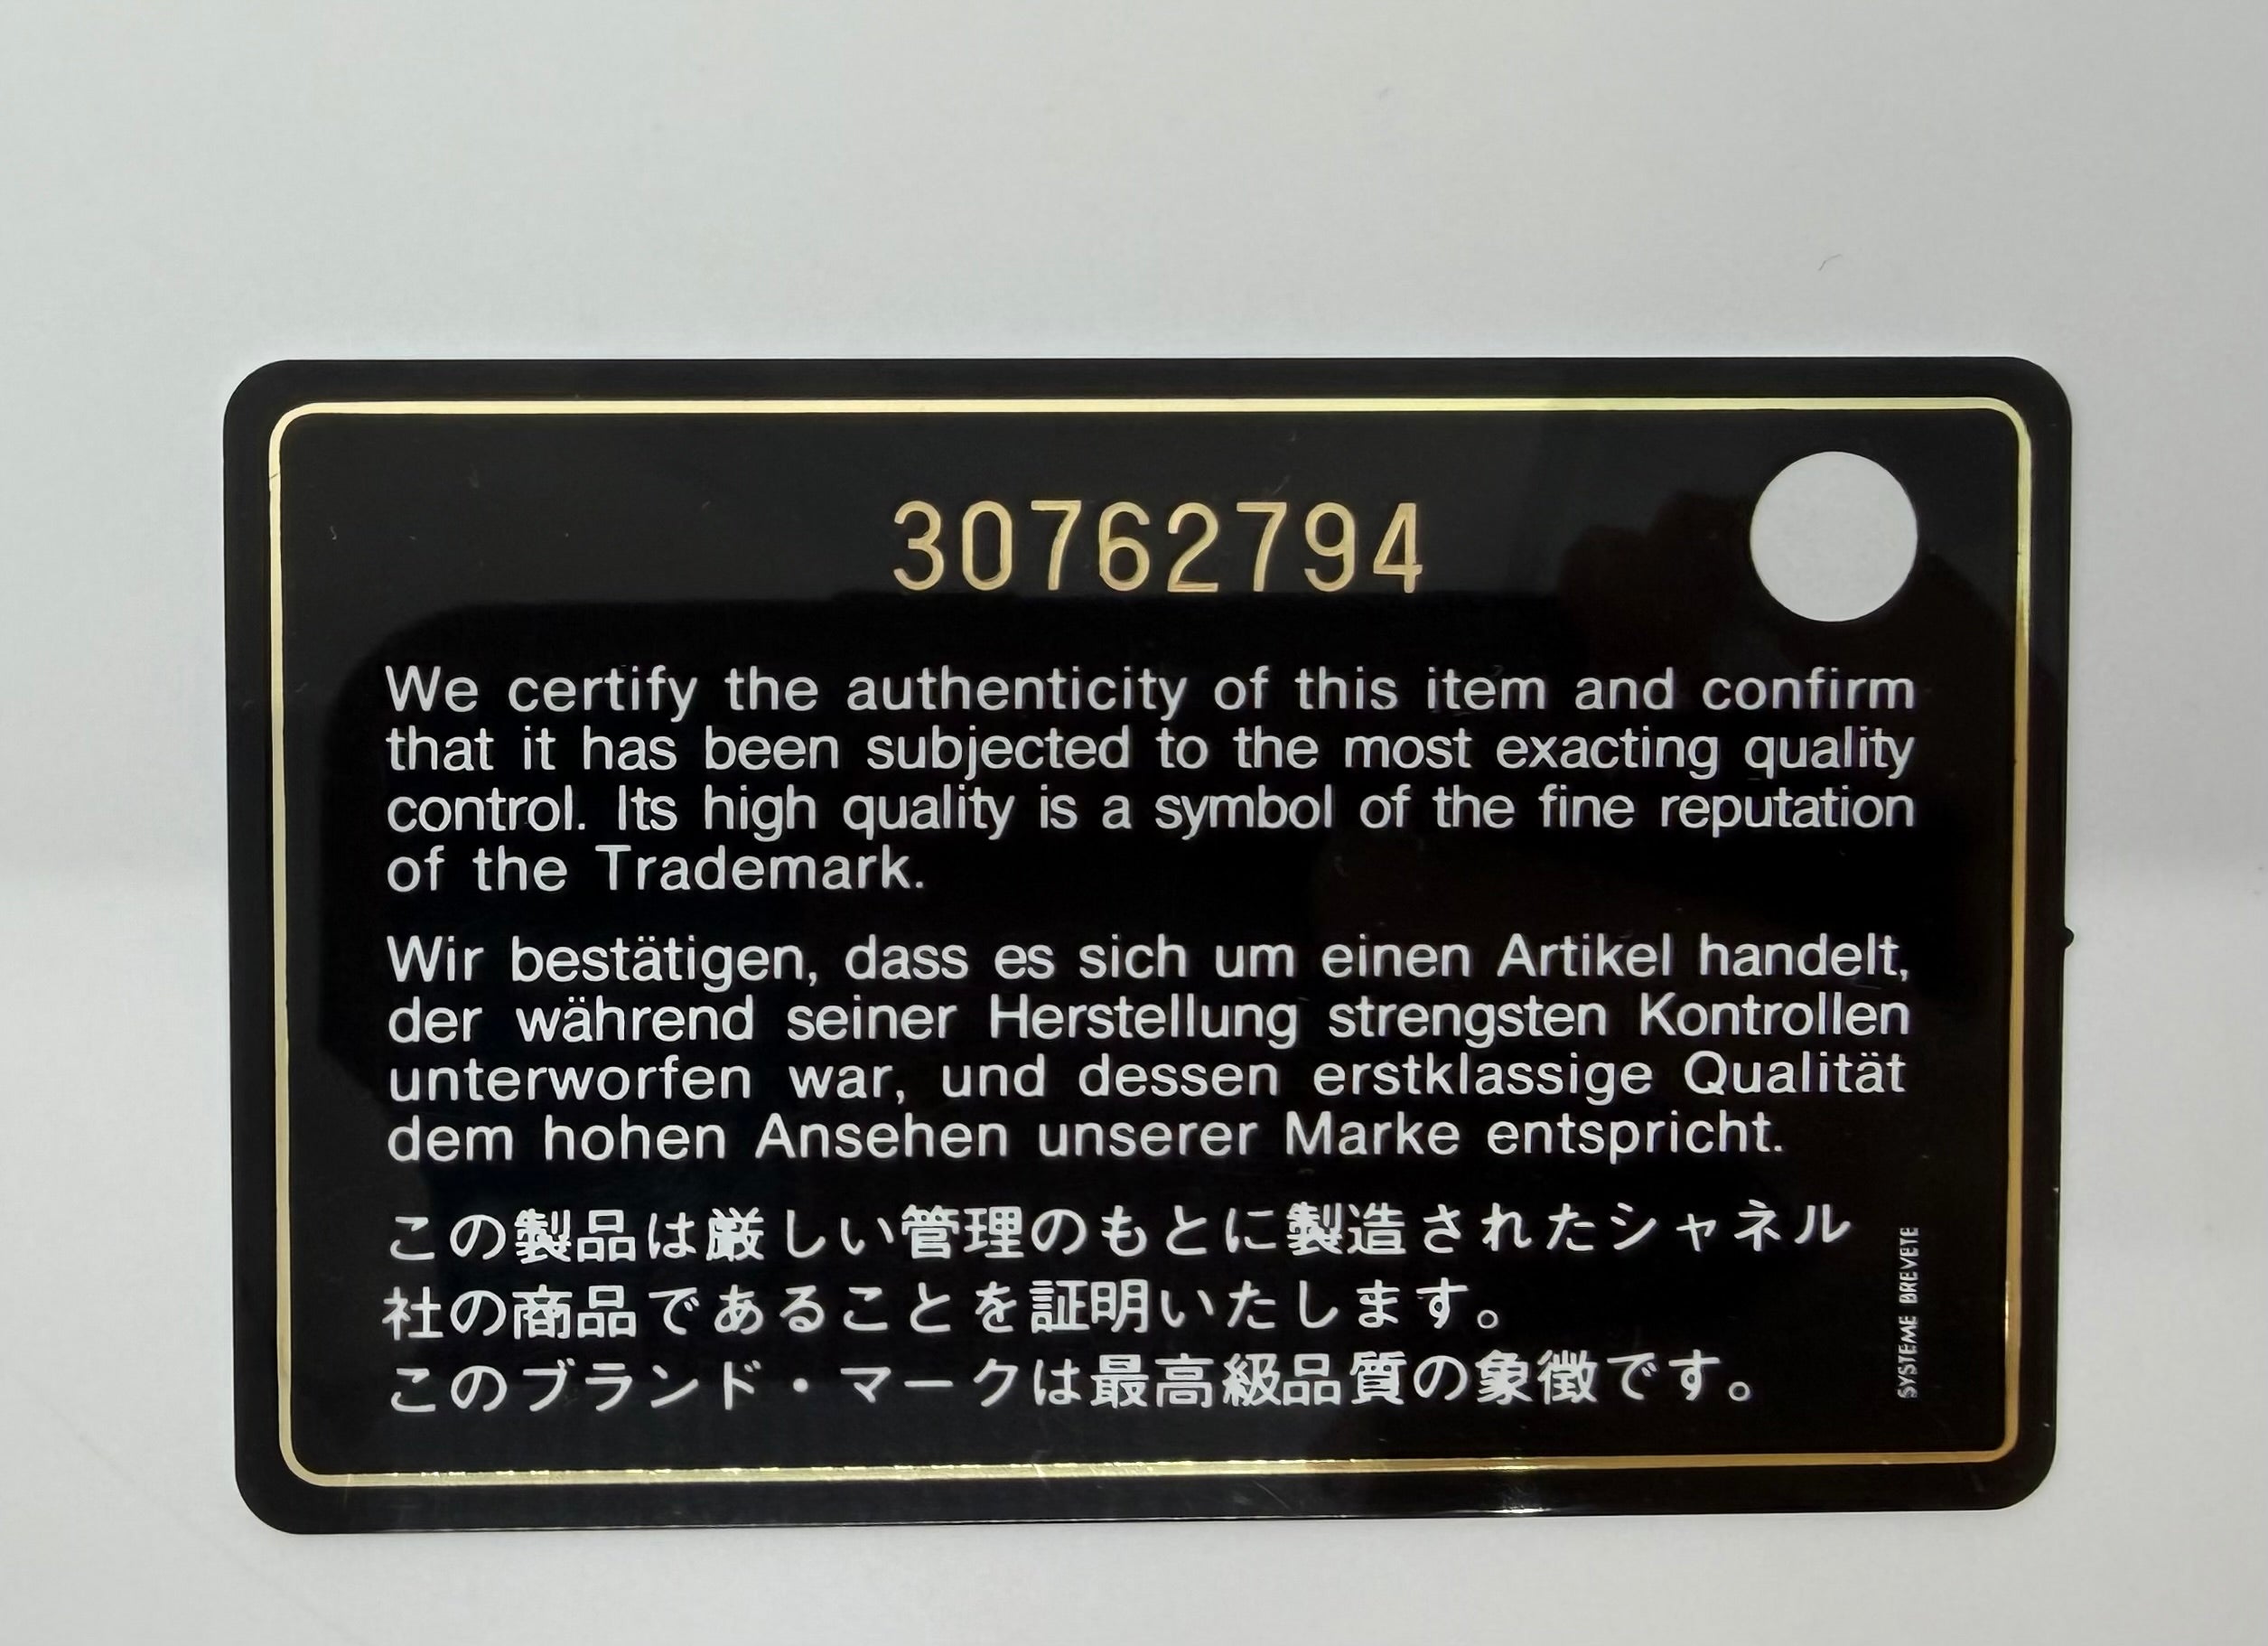 30762794
We certify the authenticity of this item and confirm
that it has been subjected to the most exacting quality
control. Its high quality is a symbol of the fine reputation
of the Trademark.
Wir bestätigen, dass es sich um einen Artikel handelt,
der während seiner Herstellung strengsten Kontrollen
unterworfen war, und dessen erstklassige Qualität
dem hohen Ansehen unserer Marke entspricht.
この製品は厳しい管理のもとに製造されたシャネル
社の商品であることを証明いたします。
このブランド・マークは最高級品質の象徴です。
SYSTEME BREVETE